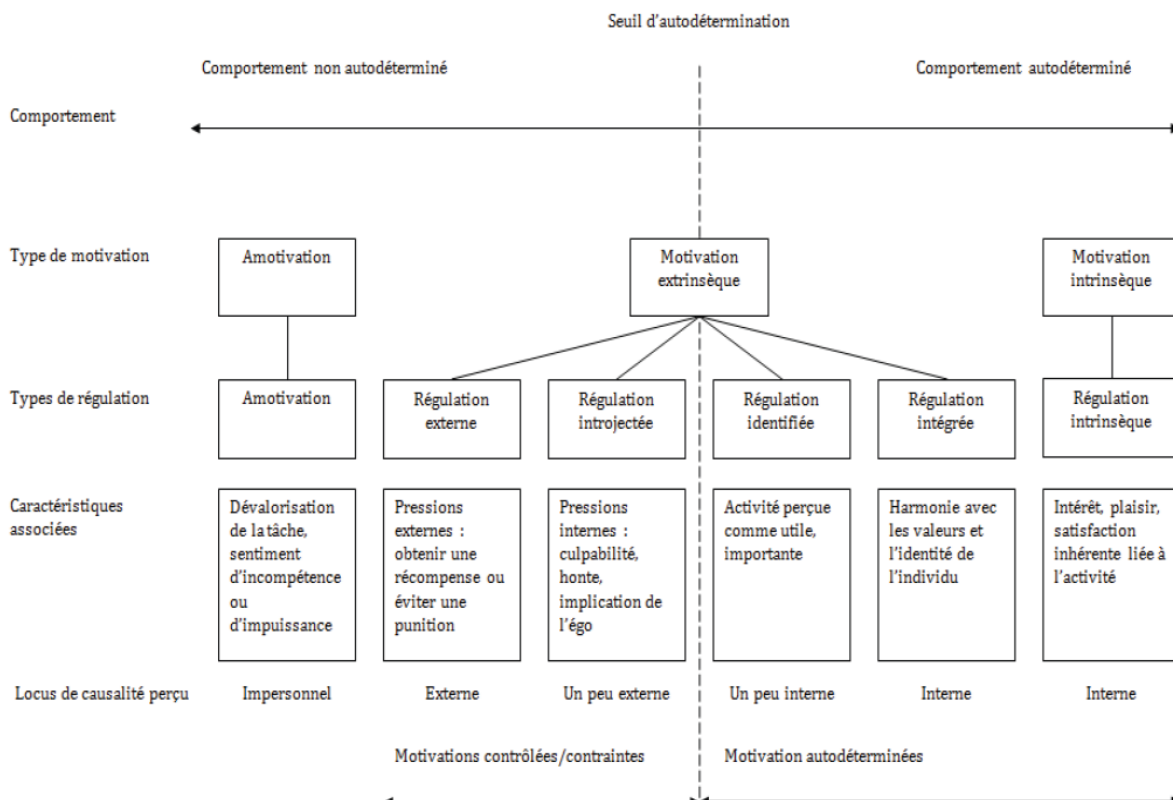 Seuil d'autodétermination
Comportement non autodéterminé
Comportement autodéterminé
Comportement
Type de motivation
Amotivation
Motivation
extrinsèque
Motivation
intrinsèque
Types de régulation
Amotivation
Régulation
externe
Régulation
introjectée
Régulation
identifiée
Régulation
intégrée
Régulation
intrinsèque
Caractéristiques
associées
Dévalorisation
de la tâche,
sentiment
d'incompétence
ou
d'impuissance
Pressions
externes :
obtenir une
récompense ou
éviter une
punition
Pressions
internes :
culpabilité,
honte,
implication de
l'égo
Activité perçue
comme utile,
importante
Harmonie avec
les valeurs et
l'identité de
l'individu
Intérêt, plaisir,
satisfaction
inhérente liée à
l'activité
Locus de causalité perçu
Impersonnel
Externe
Un peu externe
Un peu interne
Interne
Interne
Motivations contrôlées/contraintes
Motivation autodéterminées